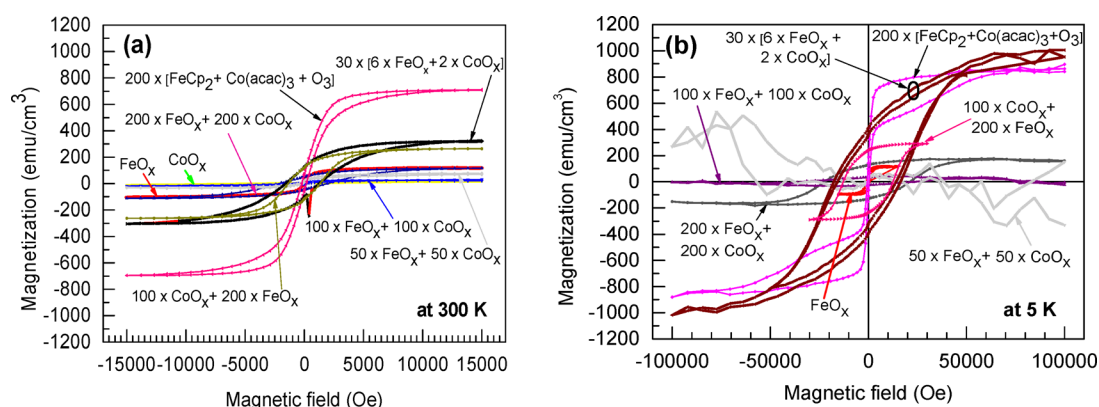 (a)
at 300 K
Magnetization (emu/cm3)
1200
1000
800
600
400
200
0
-200
-400
-600
-800
-1000
-1200
-15000
-10000
-5000
0
5000
10000
15000
Magnetic field (Oe)
30 x [6 x FeOx+2 x CoOx]
200 x [FeCp2+ Co(acac)3 + O3]
200 x FeOx+ 200 x CoOx
FeOx
CoOx
100 x FeOx+ 100 x CoOx
50 x FeOx+ 50 x CoOx
100 x CoOx+ 200 x FeOx
(b)
at 5 K
Magnetization (emu/cm3)
1200
1000
800
600
400
200
0
-200
-400
-600
-800
-1000
-1200
-100000
-50000
0
50000
100000
Magnetic field (Oe)
30 x [6 x FeOx +
2 x CoOx]
200 x [FeCp2+Co(acac)3+O3]
100 x FeOx+ 100 x CoOx
100 x CoOx+
200 x FeOx
200 x FeOx+
200 x CoOx
FeOx
50 x FeOx+ 50 x CoOx